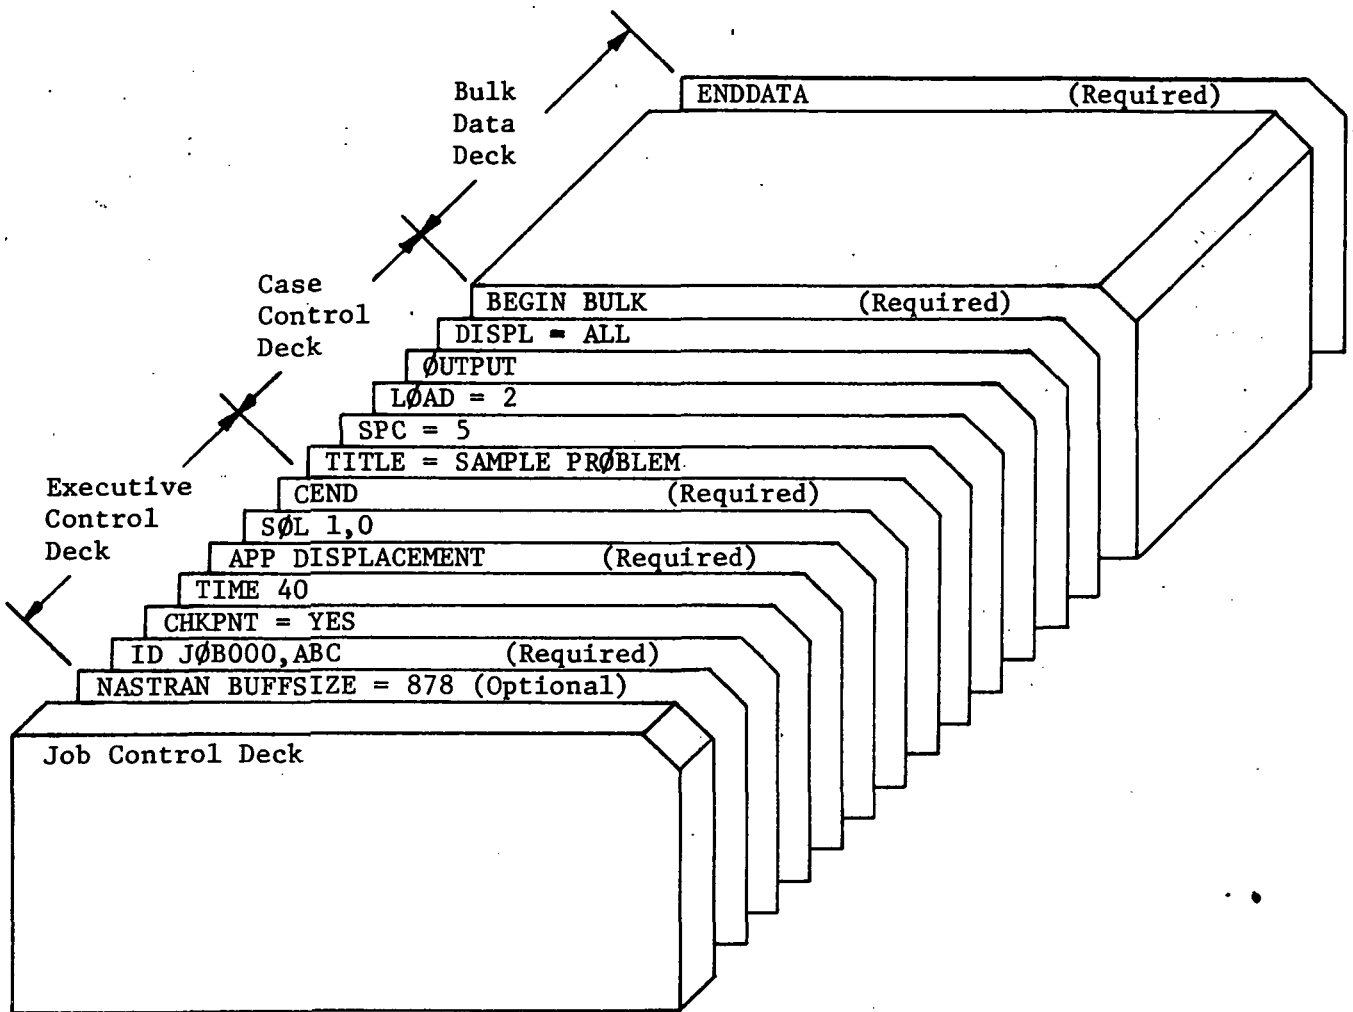 Bulk
Data
Deck
ENDDATA (Required)
Case
Control
Deck
BEGIN BULK (Required)
DISPL = ALL
ØUTPUT
LØAD = 2
SPC = 5
TITLE = SAMPLE PRØBLEM
Executive
Control
Deck
CEND (Required)
SØL 1,0
APP DISPLACEMENT (Required)
TIME 40
CHKPNT = YES
ID JØB000,ABC (Required)
NASTRAN BUFFSIZE = 878 (Optional)
Job Control Deck